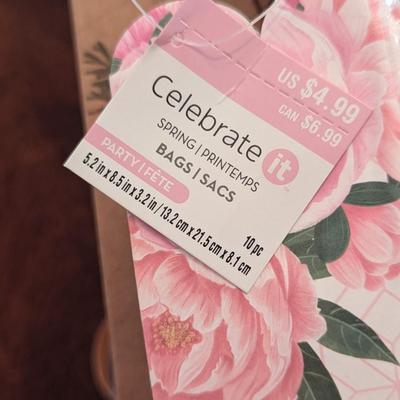 US $4.99
CAN $6.99
Celebrate it™
SPRING | PRINTEMPS
BAGS | SACS
PARTY | FÊTE
5.2 in x 8.5 in x 3.2 in / 13.2 cm x 21.5 cm x 8.1 cm
10 pc